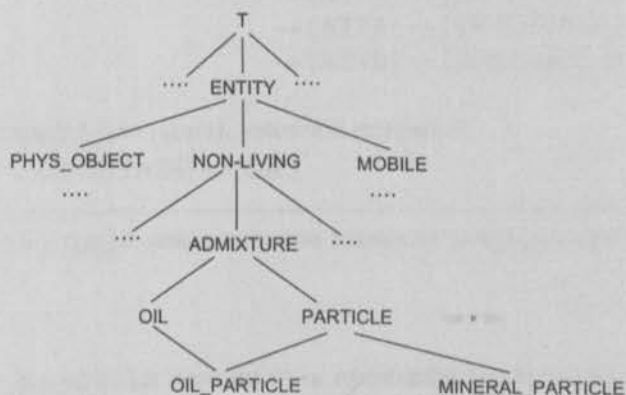 T
.... ....
ENTITY
PHYS_OBJECT NON-LIVING MOBILE
.... ....
.... ADMIXTURE ....
OIL PARTICLE
OIL_PARTICLE MINERAL_PARTICLE